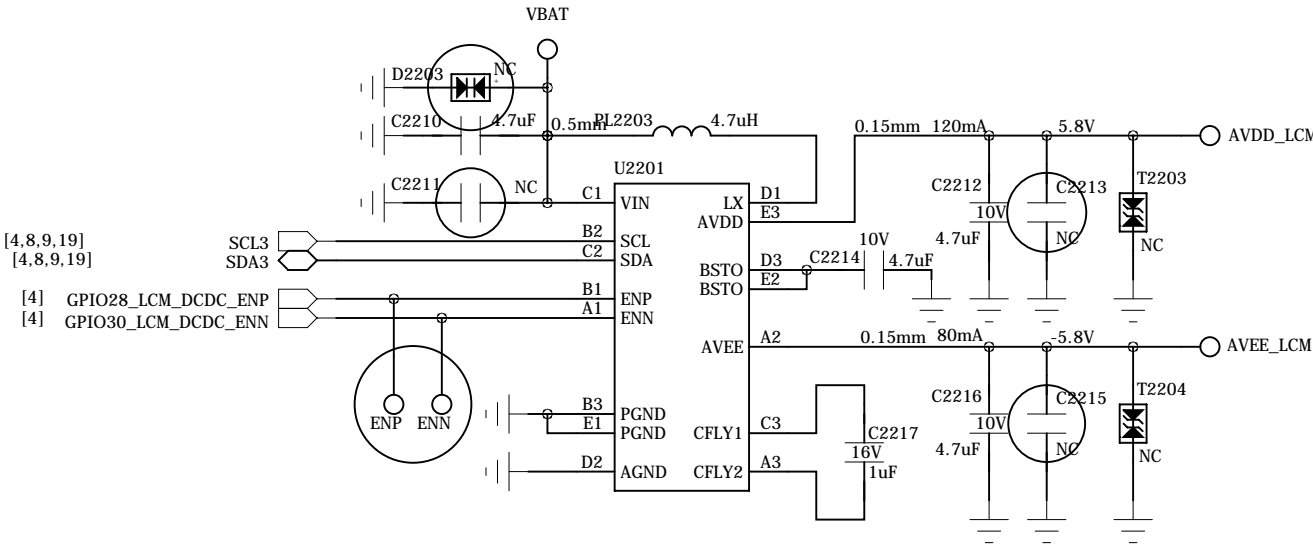 VBAT
D2203 NC
C2210 4.7uF 0.5mm PL2203 4.7uH
0.15mm 120mA 5.8V AVDD_LCM
U2201
C2211 NC C1 VIN LX D1
AVDD E3
C2212 10V 4.7uF
C2213 NC
T2203 NC
[4,8,9,19] SCL3 B2 SCL
[4,8,9,19] SDA3 C2 SDA
BSTO D3 C2214 10V 4.7uF
BSTO E2
[4] GPIO28_LCM_DCDC_ENP B1 ENP
[4] GPIO30_LCM_DCDC_ENN A1 ENN
AVEE A2 0.15mm 80mA -5.8V AVEE_LCM
ENP ENN
B3 PGND
E1 PGND CFLY1 C3
D2 AGND CFLY2 A3
C2217 16V 1uF
C2216 10V 4.7uF
C2215 NC
T2204 NC